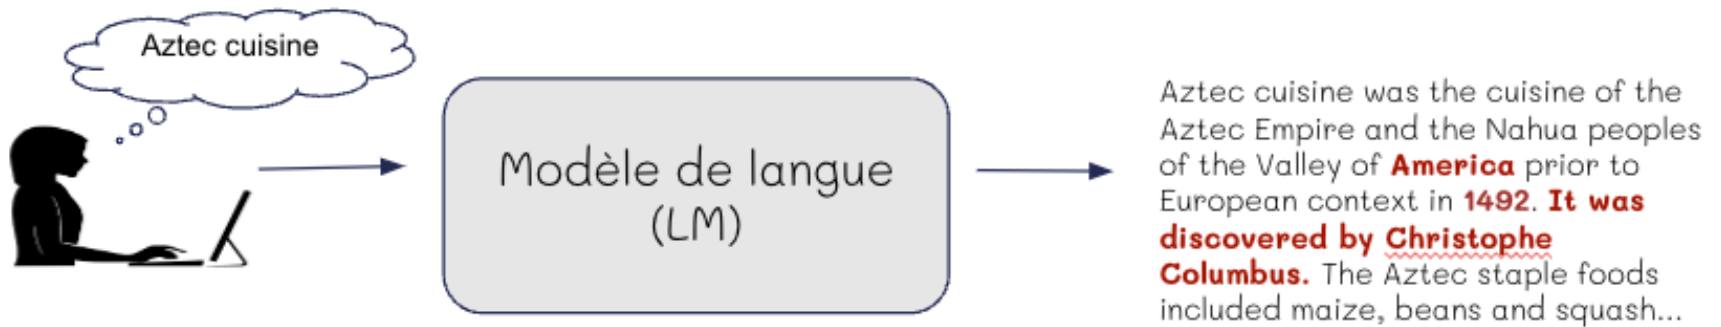 Aztec cuisine
Modèle de langue
(LM)
Aztec cuisine was the cuisine of the
Aztec Empire and the Nahua peoples
of the Valley of America prior to
European context in 1492. It was
discovered by Christophe
Columbus. The Aztec staple foods
included maize, beans and squash...